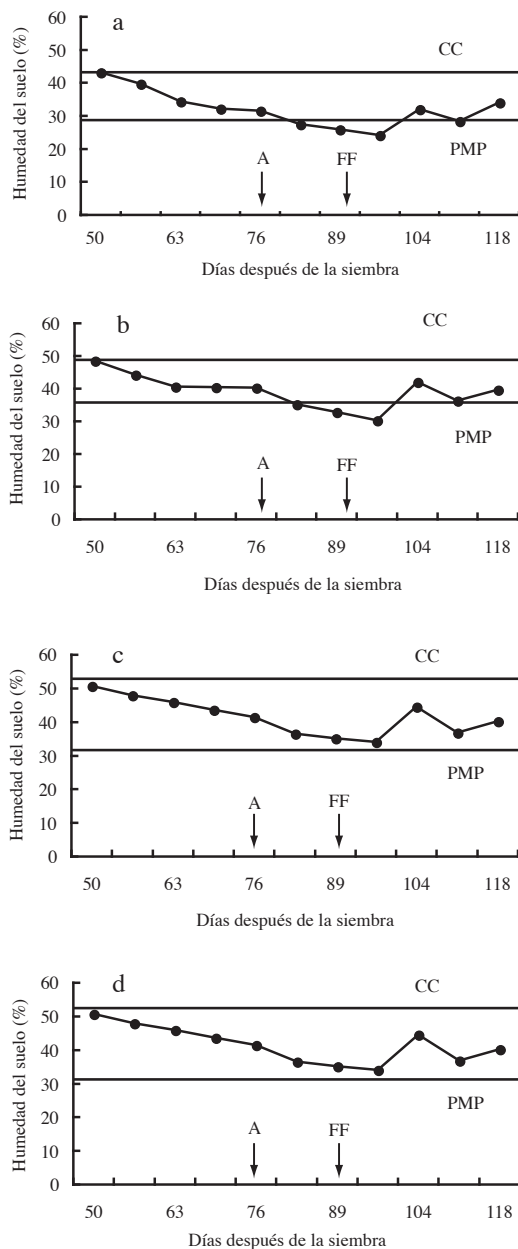 a
CC
60
50
40
30
20
10
0
Humedad del suelo (%)
PMP
A
FF
50 63 76 89 104 118
Días después de la siembra
b
CC
60
50
40
30
20
10
0
Humedad del suelo (%)
PMP
A
FF
50 63 76 89 104 118
Días después de la siembra
c
CC
60
50
40
30
20
10
0
Humedad del suelo (%)
PMP
A
FF
50 63 76 89 104 118
Días después de la siembra
d
CC
60
50
40
30
20
10
0
Humedad del suelo (%)
PMP
A
FF
50 63 76 89 104 118
Días después de la siembra